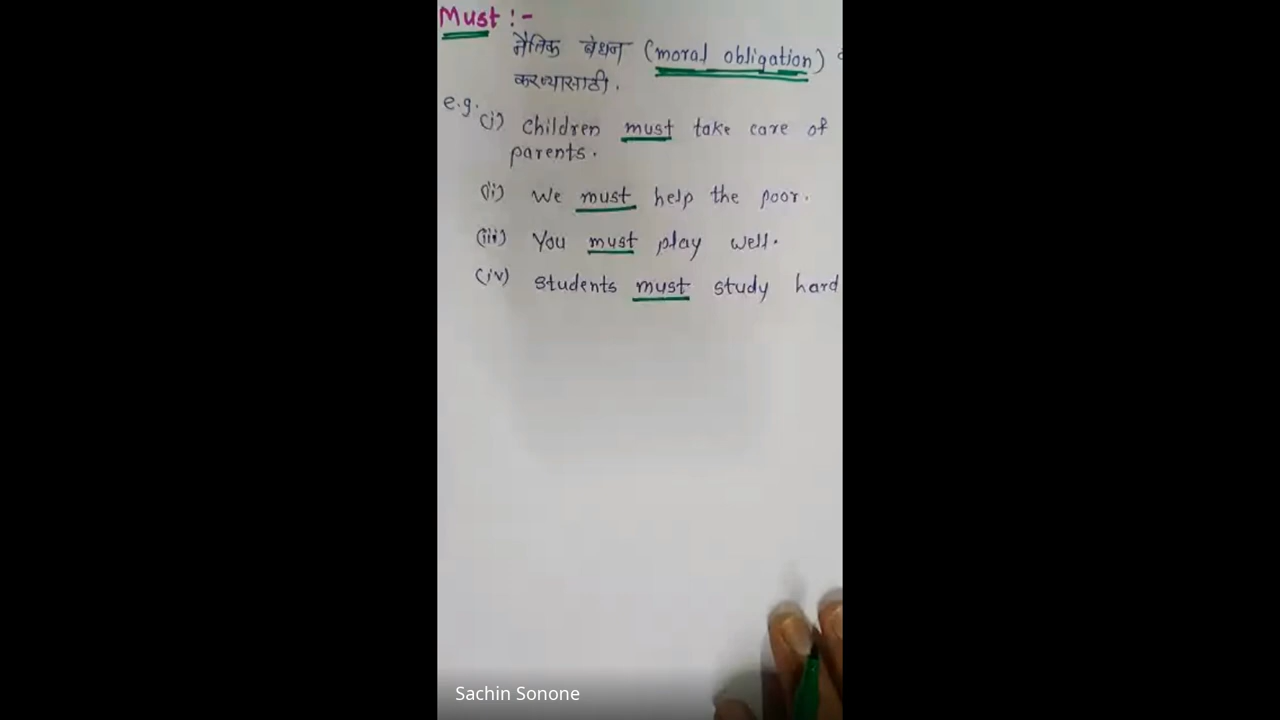 Must :-
नैतिक बंधन (moral obligation)
करण्यासाठी.
e.g. (i) Children must take care of
parents.
(ii) We must help the poor.
(iii) You must play well.
(iv) Students must study hard
Sachin Sonone